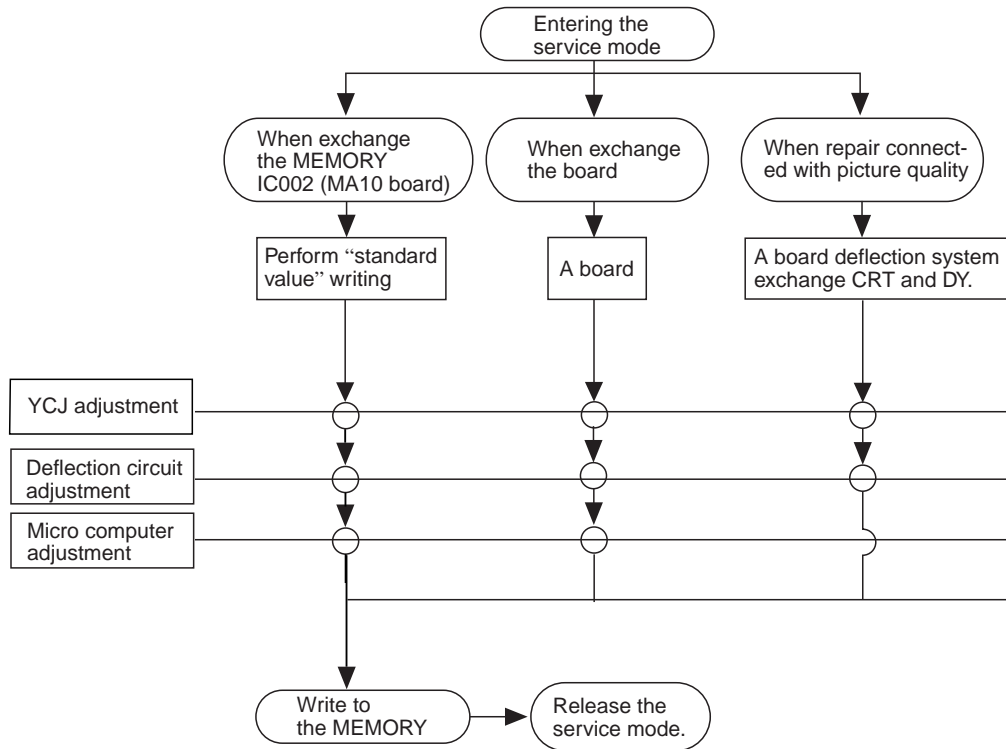 Entering the
service mode
When exchange
the MEMORY
IC002 (MA10 board)
When exchange
the board
When repair connect-
ed with picture quality
Perform “standard
value” writing
A board
A board deflection system
exchange CRT and DY.
YCJ adjustment
Deflection circuit
adjustment
Micro computer
adjustment
Write to
the MEMORY
Release the
service mode.